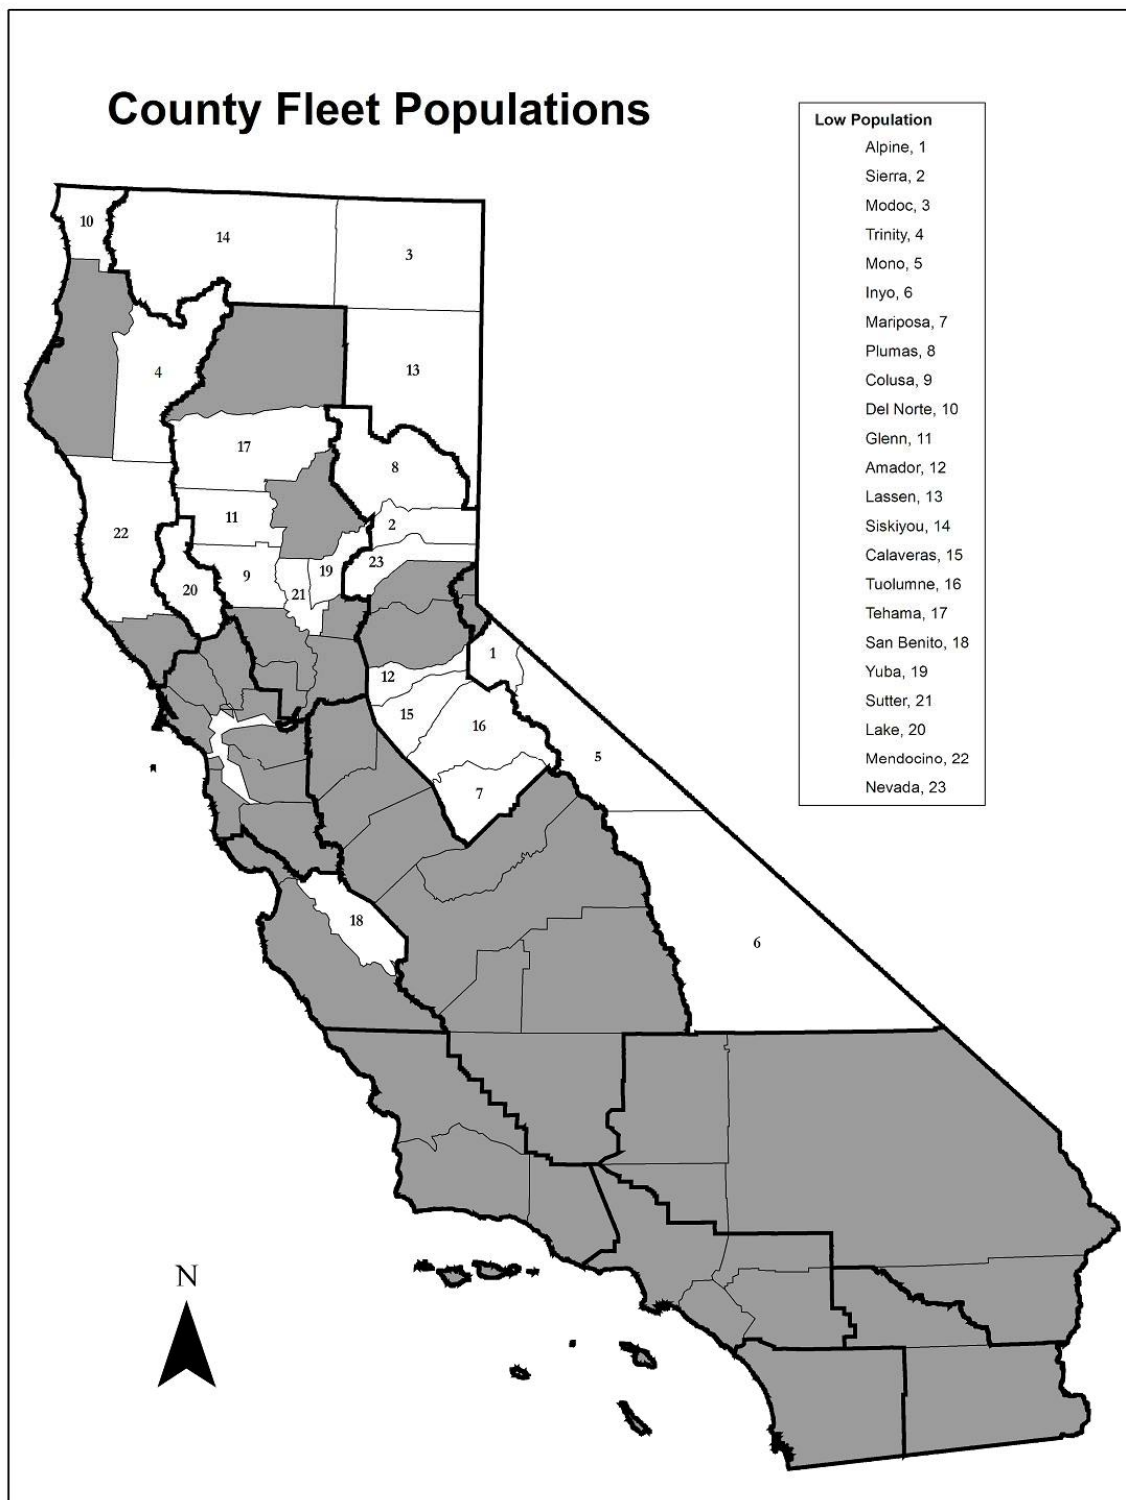 County Fleet Populations
Low Population
Alpine, 1
Sierra, 2
Modoc, 3
Trinity, 4
Mono, 5
Inyo, 6
Mariposa, 7
Plumas, 8
Colusa, 9
Del Norte, 10
Glenn, 11
Amador, 12
Lassen, 13
Siskiyou, 14
Calaveras, 15
Tuolumne, 16
Tehama, 17
San Benito, 18
Yuba, 19
Sutter, 21
Lake, 20
Mendocino, 22
Nevada, 23
10
14
3
4
13
17
8
11
2
22
23
19
9
20
21
1
12
15
16
5
7
18
6
N